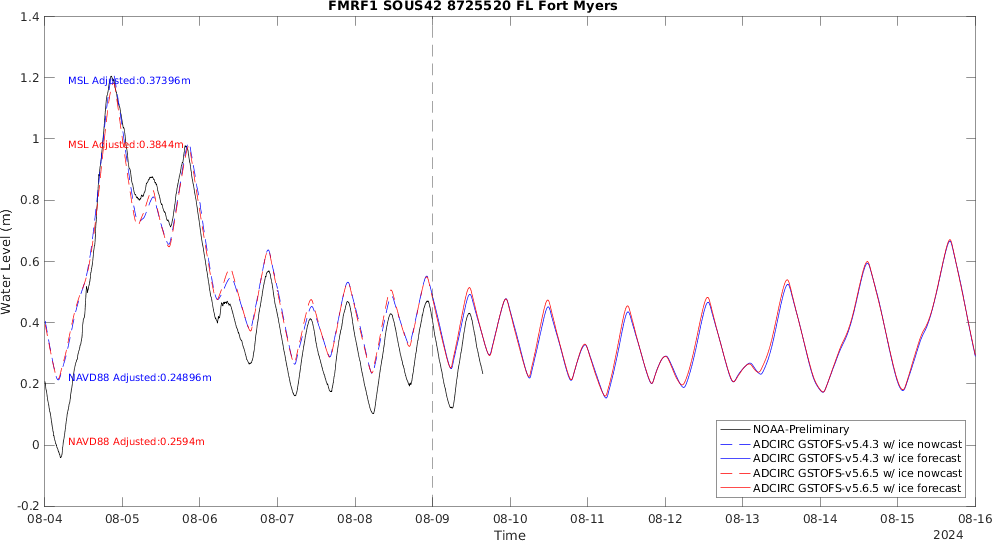 FMRF1 SOUS42 8725520 FL Fort Myers
1.4
1.2
1
0.8
0.6
0.4
0.2
0
-0.2
Water Level (m)
MSL Adjusted:0.37396m
MSL Adjusted:0.3844m
NAVD88 Adjusted:0.24896m
NAVD88 Adjusted:0.2594m
NOAA-Preliminary
ADCIRC GSTOFS-v5.4.3 w/ ice nowcast
ADCIRC GSTOFS-v5.4.3 w/ ice forecast
ADCIRC GSTOFS-v5.6.5 w/ ice nowcast
ADCIRC GSTOFS-v5.6.5 w/ ice forecast
08-04 08-05 08-06 08-07 08-08 08-09 08-10 08-11 08-12 08-13 08-14 08-15 08-16
Time
2024